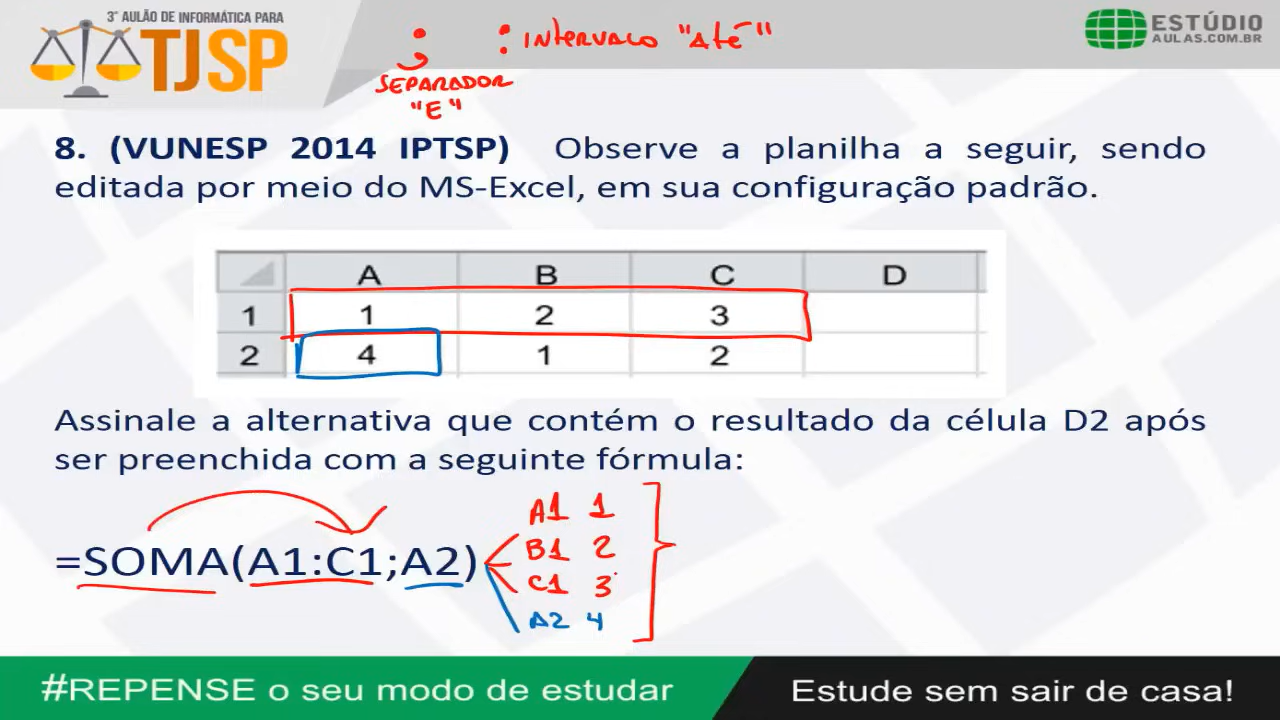 3° AULÃO DE INFORMÁTICA PARA
TJSP
; SEPARADOR "E"
: INTERVALO "ATÉ"
ESTÚDIO
AULAS.COM.BR
8. (VUNESP 2014 IPTSP) Observe a planilha a seguir, sendo
editada por meio do MS-Excel, em sua configuração padrão.
A B C D
1 1 2 3
2 4 1 2
Assinale a alternativa que contém o resultado da célula D2 após
ser preenchida com a seguinte fórmula:
=SOMA(A1:C1;A2)
A1 1
B1 2
C1 3
A2 4
#REPENSE o seu modo de estudar
Estude sem sair de casa!